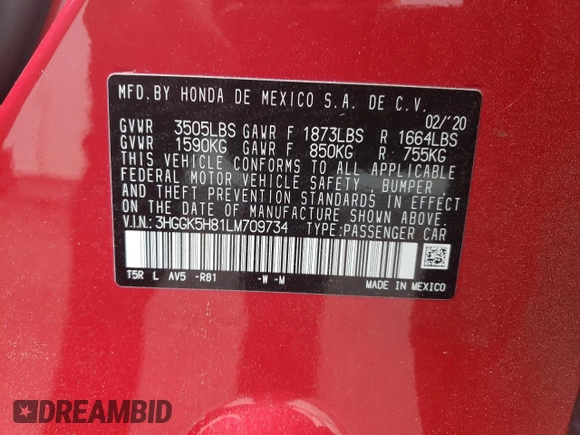 MFD.BY HONDA DE MEXICO S.A. DE C.V.
02/'20
GVWR 3505LBS GAWR F 1873LBS R 1664LBS
GVWR 1590KG GAWR F 850KG R 755KG
THIS VEHICLE CONFORMS TO ALL APPLICABLE
FEDERAL MOTOR VEHICLE SAFETY, BUMPER
AND THEFT PREVENTION STANDARDS IN EFFECT
ON THE DATE OF MANUFACTURE SHOWN ABOVE.
V.I.N: 3HGGK5H81LM709734 TYPE:PASSENGER CAR
T5R L AV5 -R81 -W -M
MADE IN MEXICO
DREAMBID